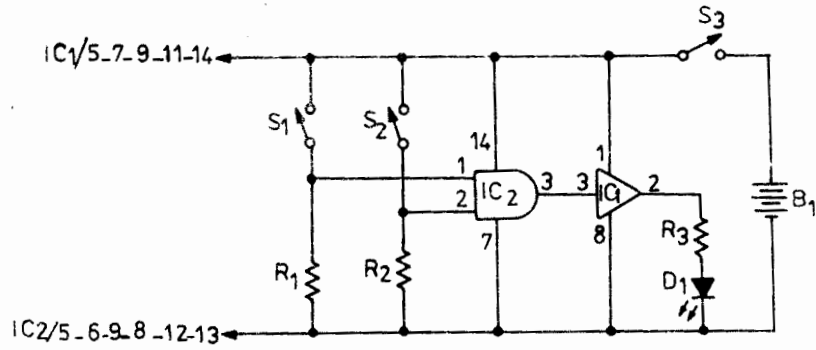 S3
IC1/5-7-9-11-14
S1
S2
14
1
1
IC2
3
3
IC1
2
B1
2
7
8
R3
R1
R2
D1
IC2/5-6-9-8-12-13